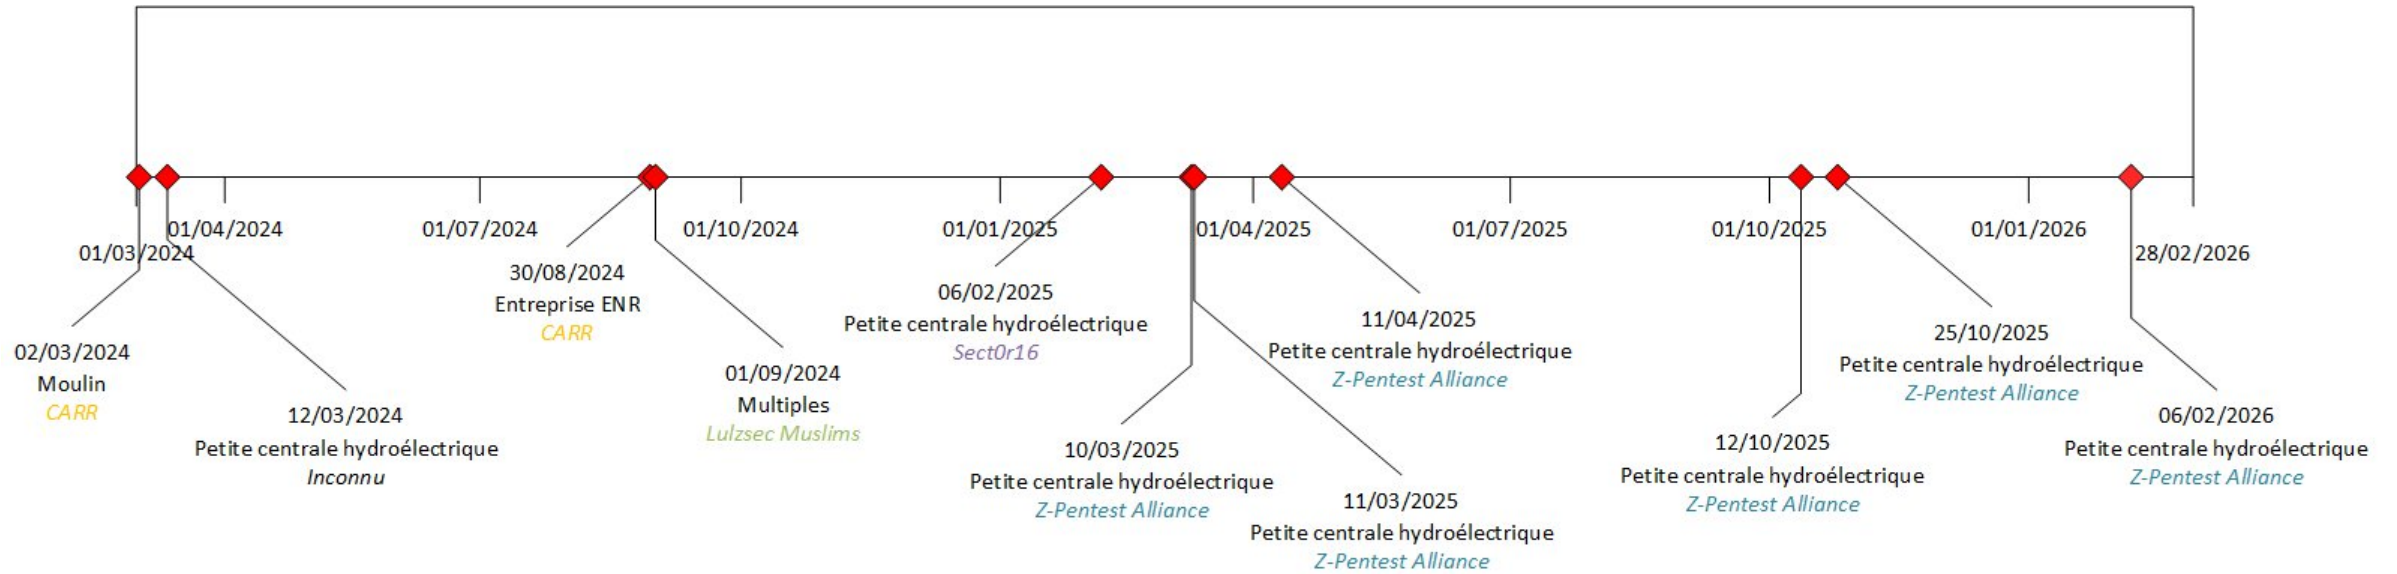 01/04/2024
01/07/2024
01/10/2024
01/01/2025
01/04/2025
01/07/2025
01/10/2025
01/01/2026
01/03/2024
28/02/2026
02/03/2024
Moulin
CARR
12/03/2024
Petite centrale hydroélectrique
Inconnu
30/08/2024
Entreprise ENR
CARR
01/09/2024
Multiples
Lulzsec Muslims
06/02/2025
Petite centrale hydroélectrique
Sect0r16
10/03/2025
Petite centrale hydroélectrique
Z-Pentest Alliance
11/03/2025
Petite centrale hydroélectrique
Z-Pentest Alliance
11/04/2025
Petite centrale hydroélectrique
Z-Pentest Alliance
12/10/2025
Petite centrale hydroélectrique
Z-Pentest Alliance
25/10/2025
Petite centrale hydroélectrique
Z-Pentest Alliance
06/02/2026
Petite centrale hydroélectrique
Z-Pentest Alliance